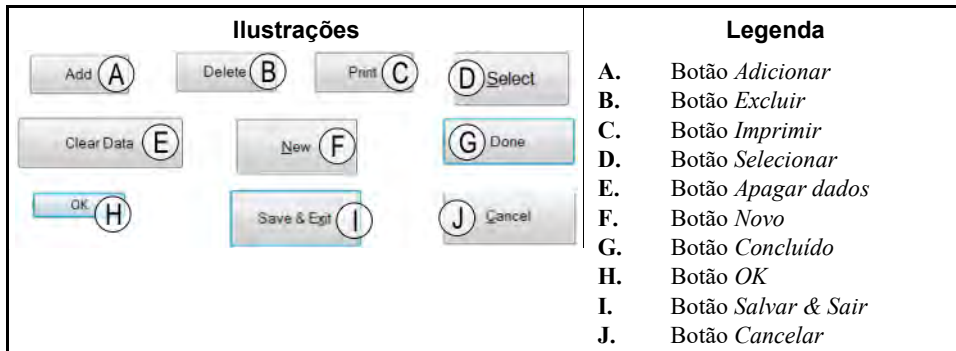 Ilustrações
Legenda
Add A
Delete B
Print C
D Select
Clear Data E
New F
G Done
OK H
Save & Exit I
J Cancel
A. Botão Adicionar
B. Botão Excluir
C. Botão Imprimir
D. Botão Selecionar
E. Botão Apagar dados
F. Botão Novo
G. Botão Concluído
H. Botão OK
I. Botão Salvar & Sair
J. Botão Cancelar